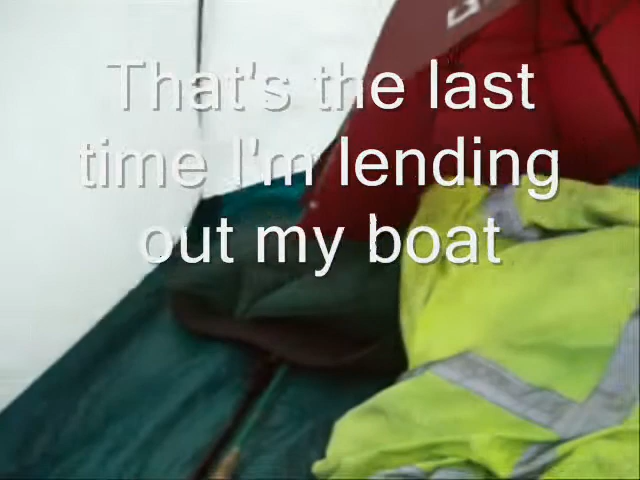 That's the last
time I'm lending
out my boat